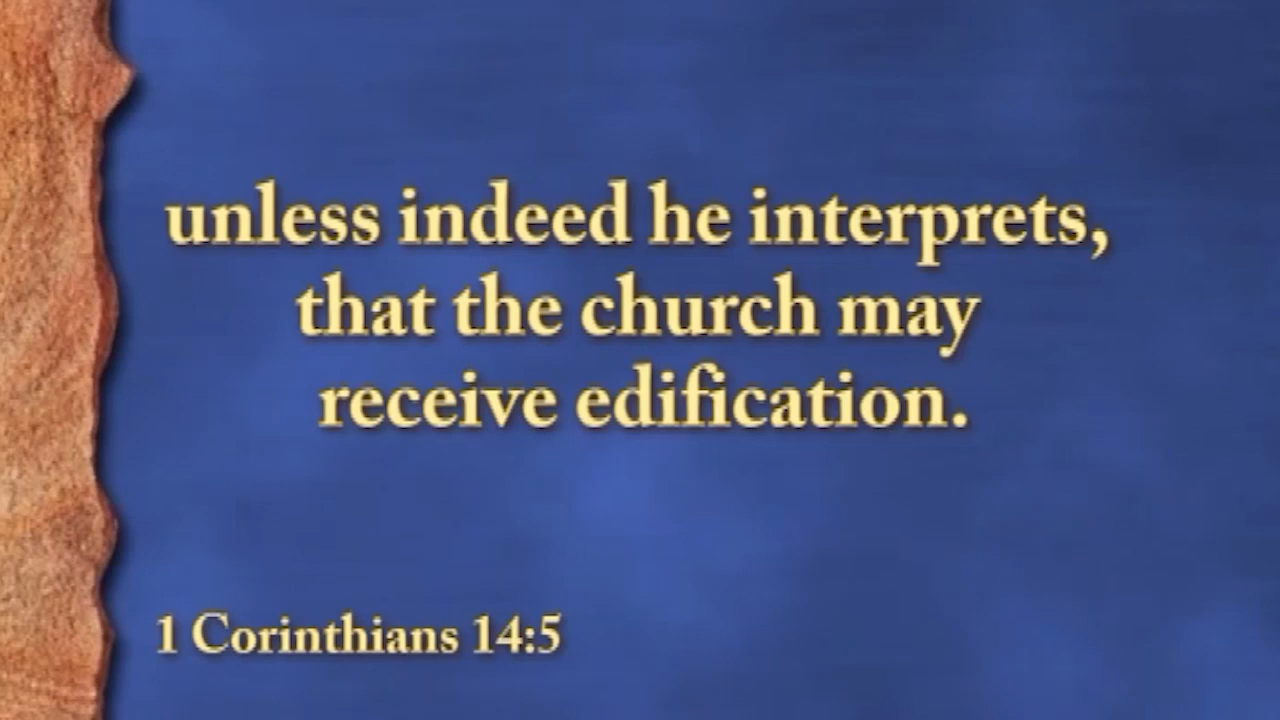 unless indeed he interprets,
that the church may
receive edification.
1 Corinthians 14:5